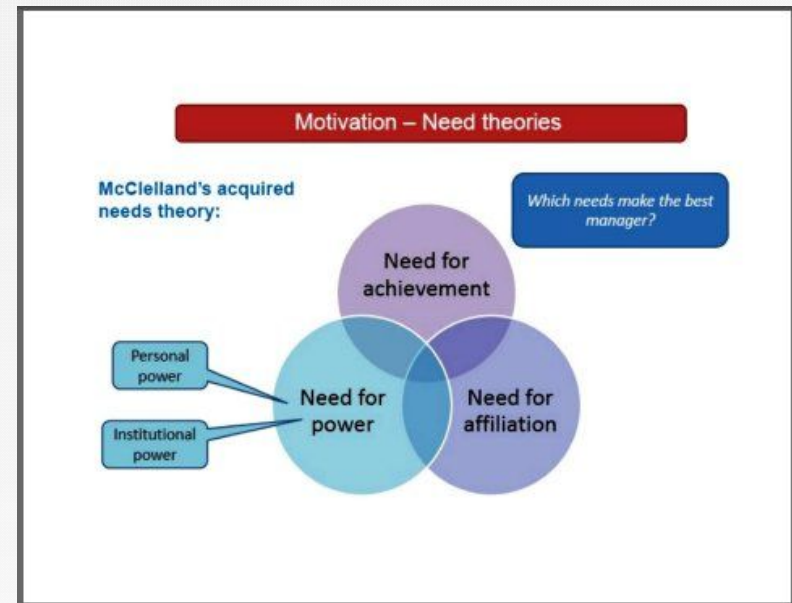 Motivation – Need theories
McClelland's acquired
needs theory:
Which needs make the best
manager?
Need for
achievement
Personal
power
Need for
power
Need for
affiliation
Institutional
power